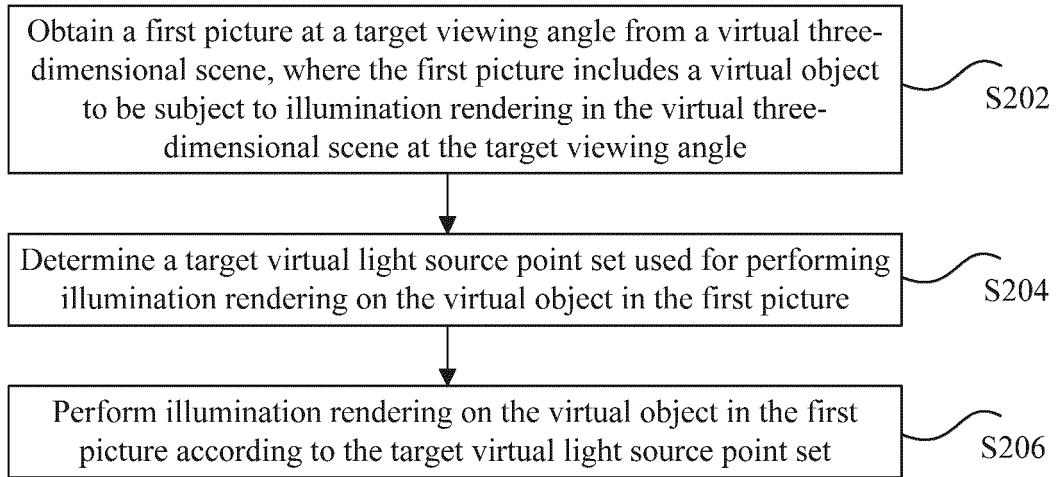 Obtain a first picture at a target viewing angle from a virtual three-
dimensional scene, where the first picture includes a virtual object
to be subject to illumination rendering in the virtual three-
dimensional scene at the target viewing angle
S202
Determine a target virtual light source point set used for performing
illumination rendering on the virtual object in the first picture
S204
Perform illumination rendering on the virtual object in the first
picture according to the target virtual light source point set
S206